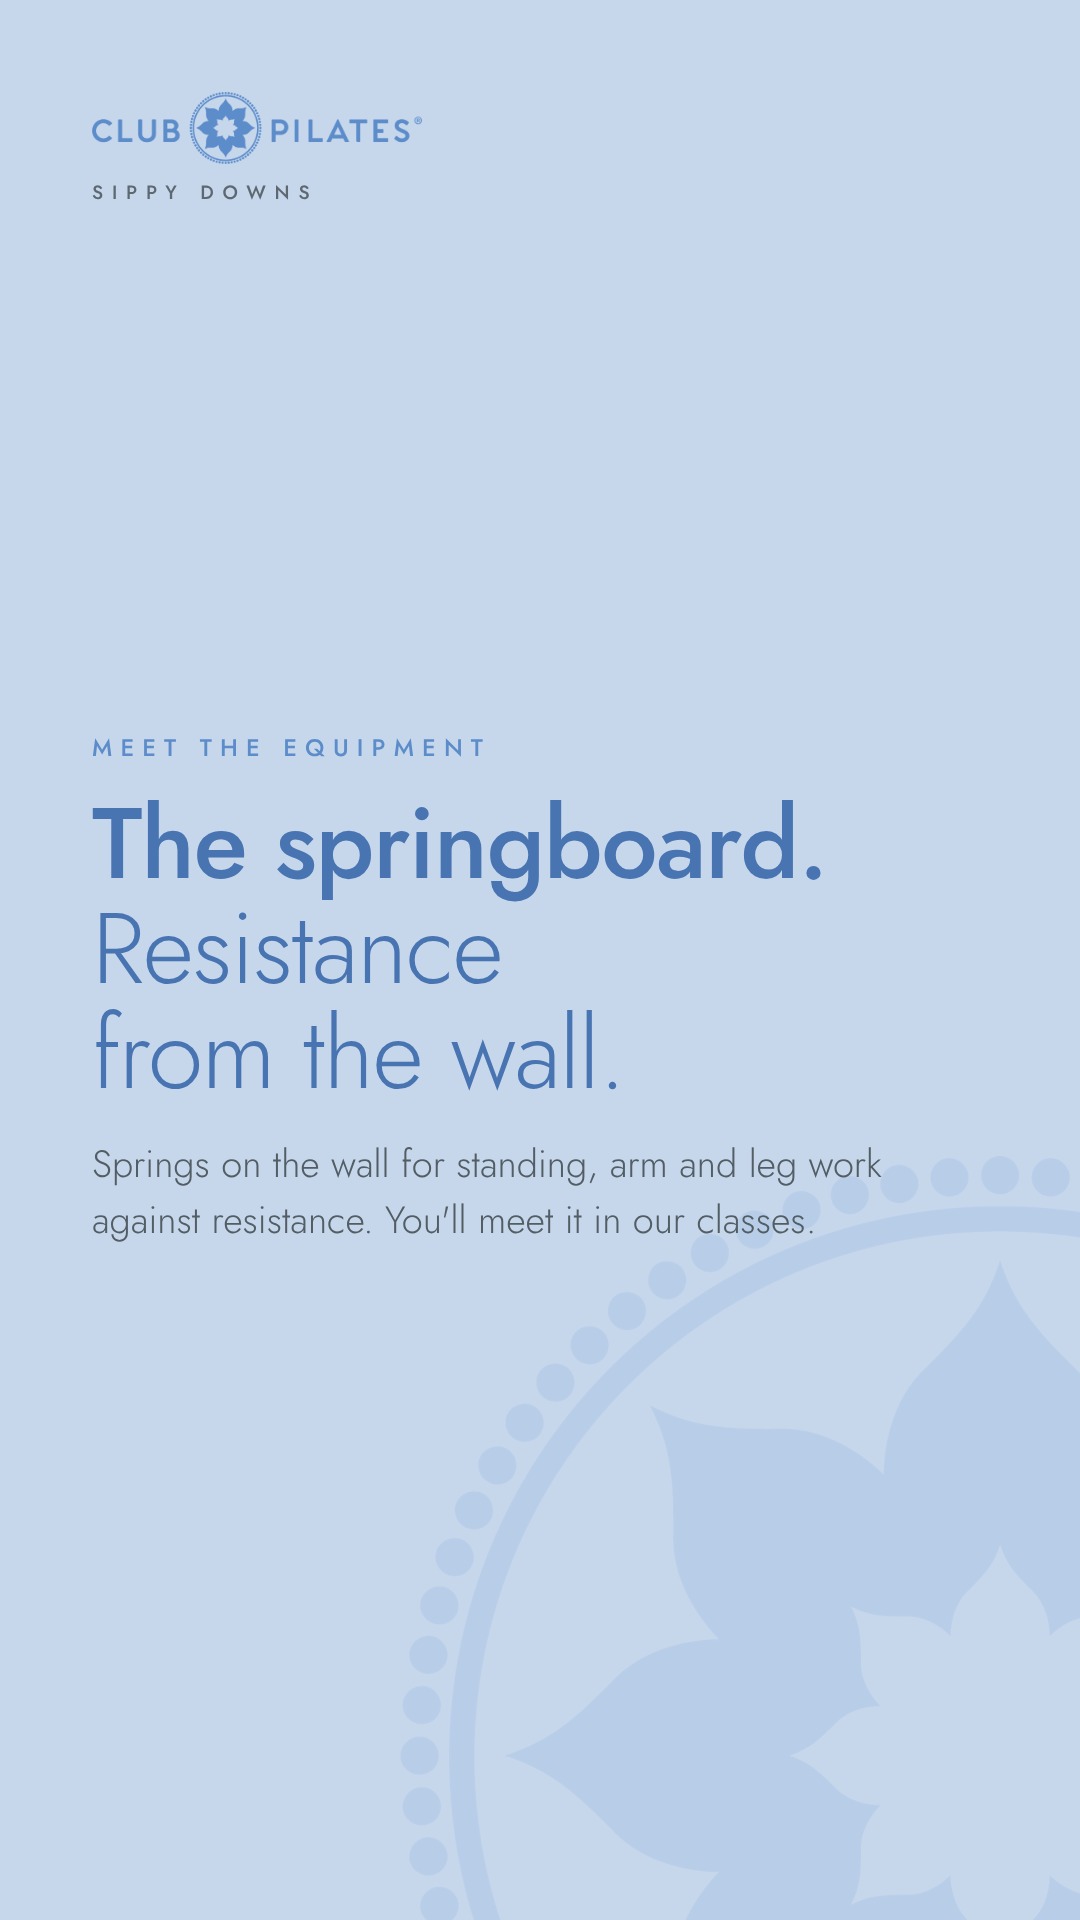 CLUB PILATES®
SIPPY DOWNS
MEET THE EQUIPMENT
The springboard.
Resistance
from the wall.
Springs on the wall for standing, arm and leg work
against resistance. You'll meet it in our classes.